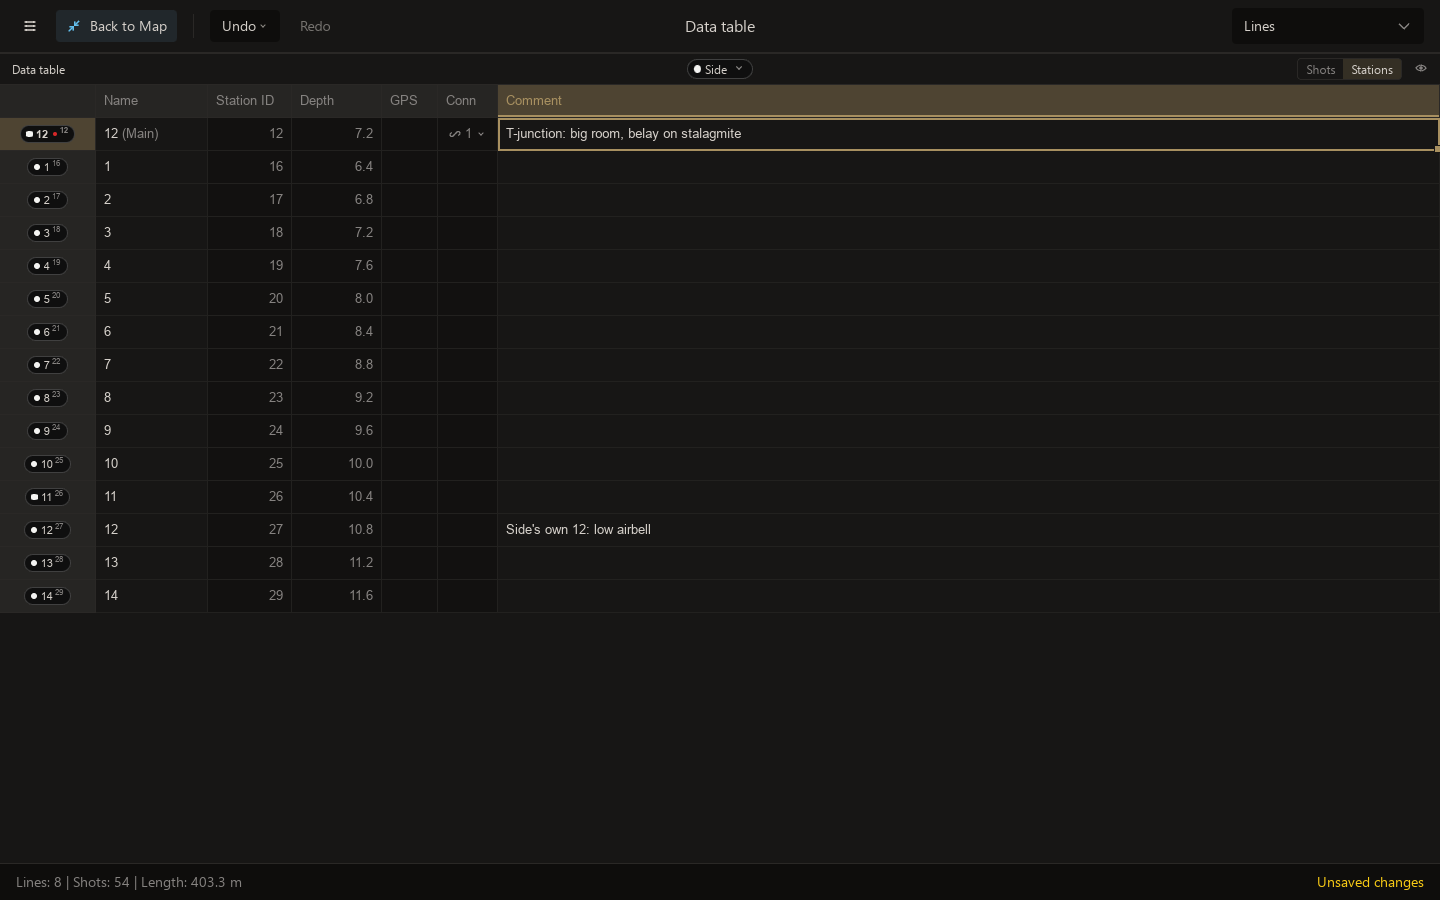 Back to Map Undo Redo Data table Lines
Data table Side Shots Stations
Name Station ID Depth GPS Conn Comment
12 12 12 (Main) 12 7.2 1 T-junction: big room, belay on stalagmite
1 16 1 16 6.4
2 17 2 17 6.8
3 18 3 18 7.2
4 19 4 19 7.6
5 20 5 20 8.0
6 21 6 21 8.4
7 22 7 22 8.8
8 23 8 23 9.2
9 24 9 24 9.6
10 25 10 25 10.0
11 26 11 26 10.4
12 27 12 27 10.8 Side's own 12: low airbell
13 28 13 28 11.2
14 29 14 29 11.6
Lines: 8 | Shots: 54 | Length: 403.3 m Unsaved changes